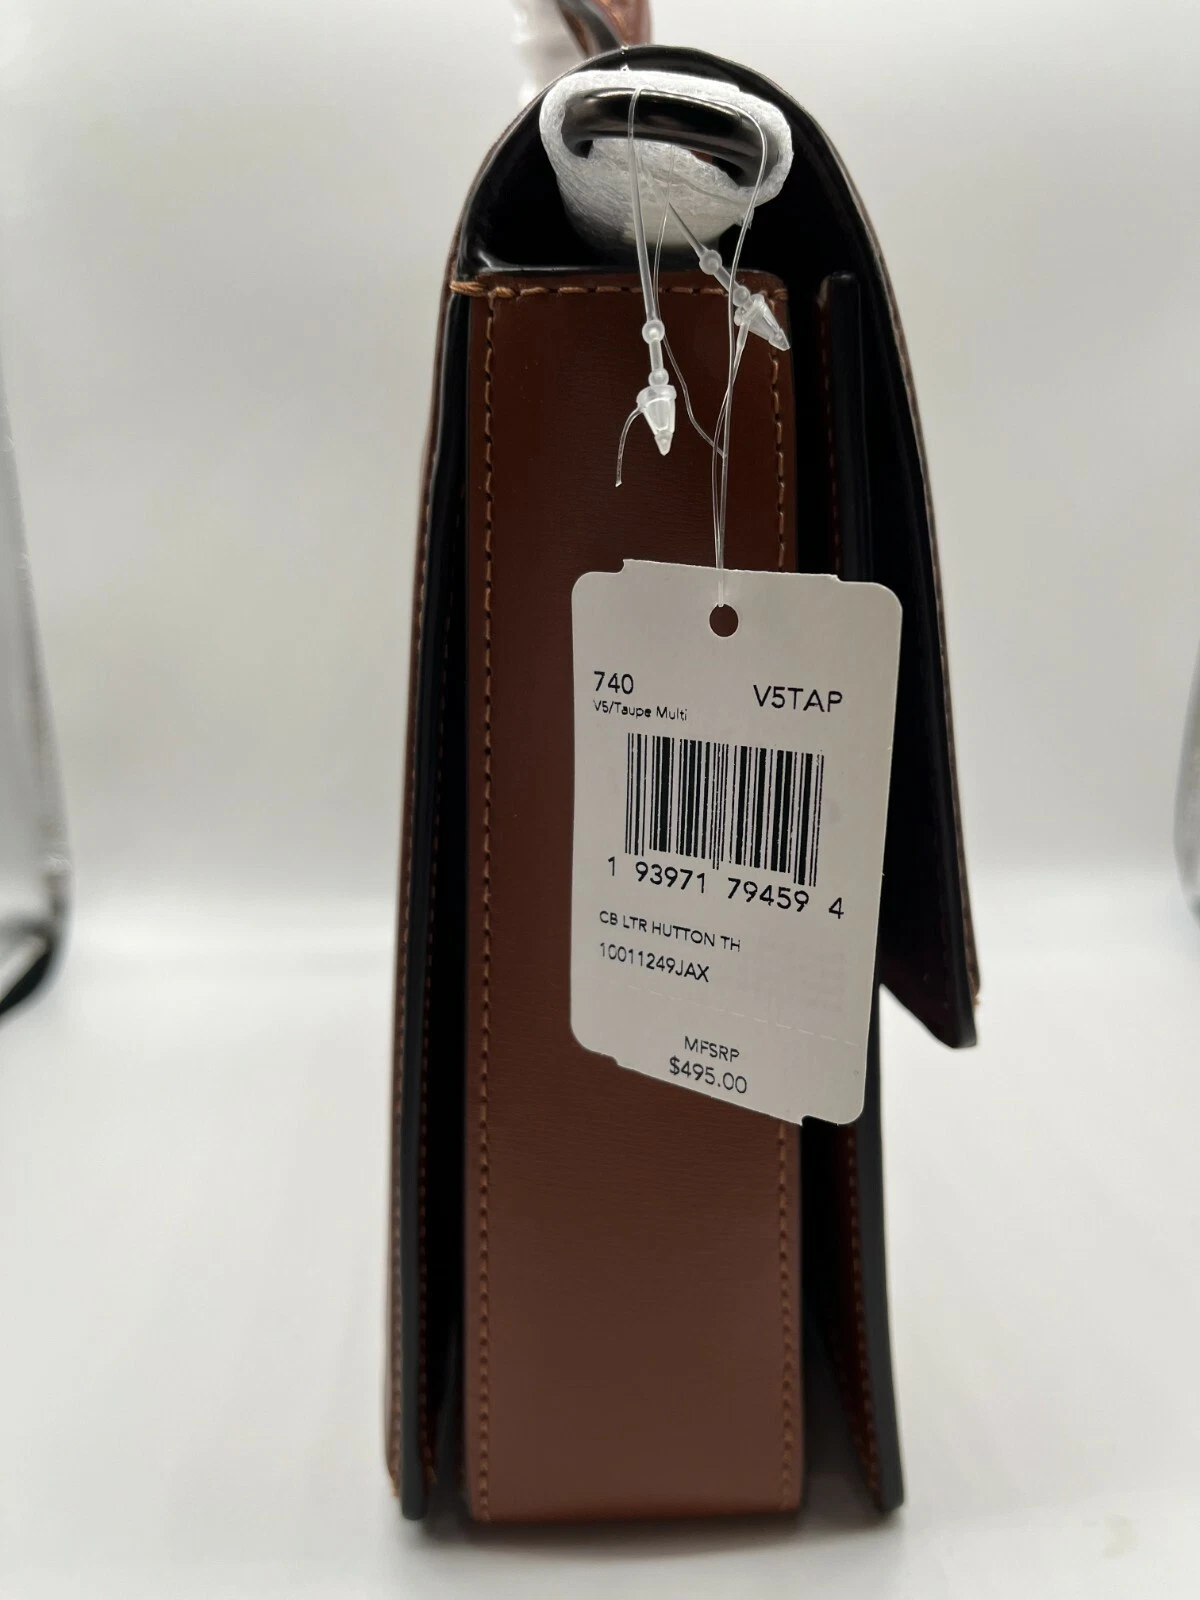 740 V5TAP
V5/Taupe Multi
1 93971 79459 4
CB LTR HUTTON TH
10011249JAX
MFSRP
$495.00